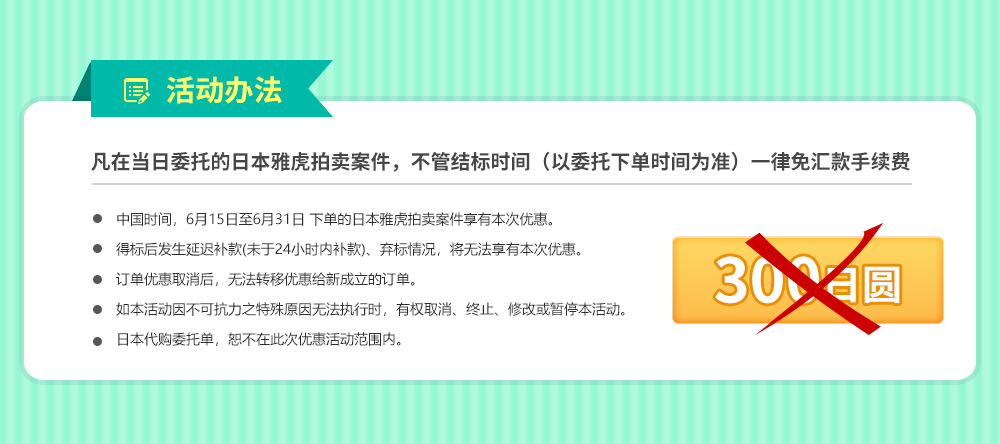 活动办法
凡在当日委托的日本雅虎拍卖案件，不管结标时间（以委托下单时间为准）一律免汇款手续费
● 中国时间，6月15日至6月31日 下单的日本雅虎拍卖案件享有本次优惠。
● 得标后发生延迟补款(未于24小时内补款)、弃标情况，将无法享有本次优惠。
● 订单优惠取消后，无法转移优惠给新成立的订单。
● 如本活动因不可抗力之特殊原因无法执行时，有权取消、终止、修改或暂停本活动。
● 日本代购委托单，恕不在此次优惠活动范围内。
300日圆